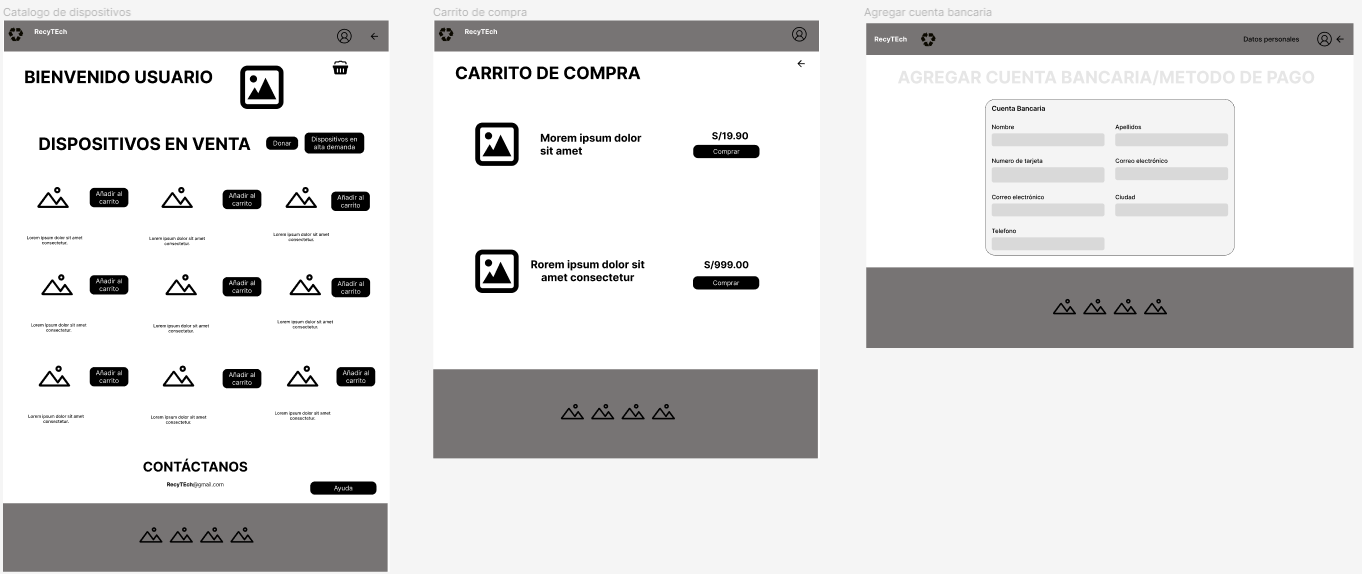 Catalogo de dispositivos
RecyTEch
BIENVENIDO USUARIO
DISPOSITIVOS EN VENTA
Donar
Dispositivos en
alta demanda
Añadir al
carrito
Añadir al
carrito
Añadir al
carrito
Lorem ipsum dolor sit amet
consectetur.
Lorem ipsum dolor sit amet
consectetur.
Lorem ipsum dolor sit amet
consectetur.
Añadir al
carrito
Añadir al
carrito
Añadir al
carrito
Lorem ipsum dolor sit amet
consectetur.
Lorem ipsum dolor sit amet
consectetur.
Lorem ipsum dolor sit amet
consectetur.
Añadir al
carrito
Añadir al
carrito
Añadir al
carrito
Lorem ipsum dolor sit amet
consectetur.
Lorem ipsum dolor sit amet
consectetur.
Lorem ipsum dolor sit amet
consectetur.
CONTÁCTANOS
RecyTEch@gmail.com
Ayuda
Carrito de compra
RecyTEch
CARRITO DE COMPRA
Morem ipsum dolor
sit amet
S/19.90
Comprar
Rorem ipsum dolor sit
amet consectetur
S/999.00
Comprar
Agregar cuenta bancaria
RecyTEch
Datos personales
AGREGAR CUENTA BANCARIA/METODO DE PAGO
Cuenta Bancaria
Nombre
Apellidos
Numero de tarjeta
Correo electrónico
Correo electrónico
Ciudad
Telefono